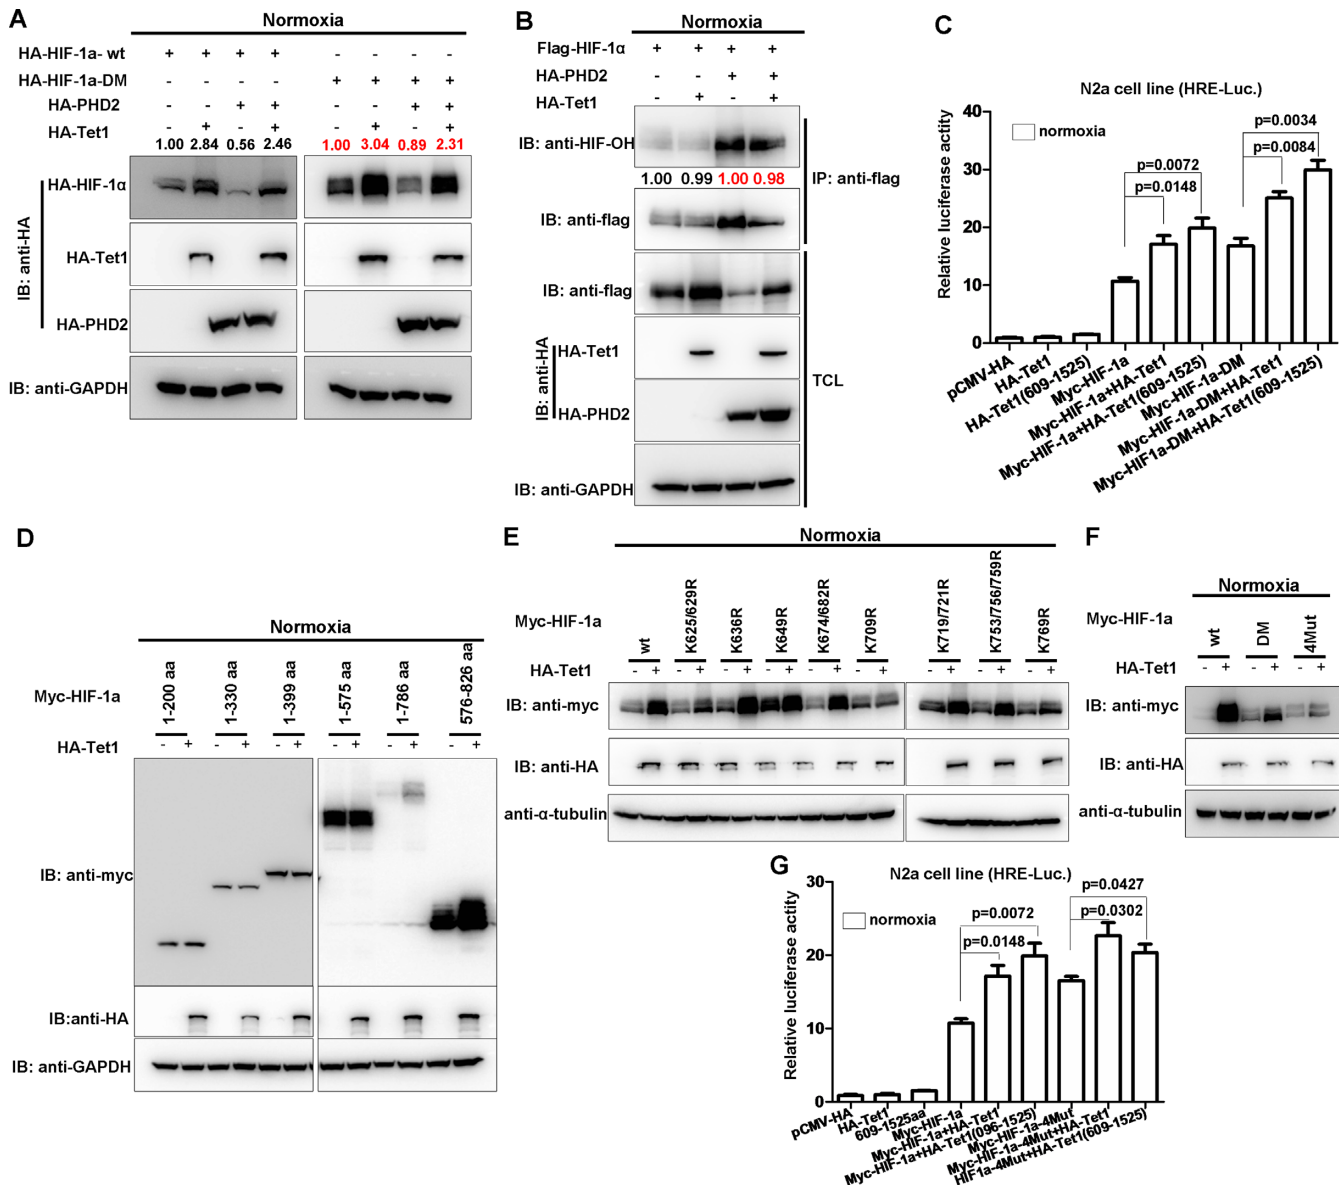 A
Normoxia
HA-HIF-1a- wt + + + + - - - -
HA-HIF-1a-DM - - - - + + + +
HA-PHD2 - - + + - - + +
HA-Tet1 - + - + - + - +
1.00 2.84 0.56 2.46 1.00 3.04 0.89 2.31
IB: anti-HA
HA-HIF-1α
HA-Tet1
HA-PHD2
IB: anti-GAPDH
B
Normoxia
Flag-HIF-1α + + + +
HA-PHD2 - - + +
HA-Tet1 - + - +
IB: anti-HIF-OH
1.00 0.99 1.00 0.98
IP: anti-flag
IB: anti-flag
IB: anti-flag
IB: anti-HA
HA-Tet1
HA-PHD2
IB: anti-GAPDH
TCL
C
N2a cell line (HRE-Luc.)
Relative luciferase actity
40
30
20
10
0
normoxia
p=0.0034
p=0.0084
p=0.0072
p=0.0148
pCMV-HA
HA-Tet1
HA-Tet1(609-1525)
Myc-HIF-1a
Myc-HIF-1a+HA-Tet1
Myc-HIF-1a+HA-Tet1(609-1525)
Myc-HIF-1a-DM
Myc-HIF-1a-DM+HA-Tet1
Myc-HIF1a-DM+HA-Tet1(609-1525)
D
Normoxia
Myc-HIF-1a
1-200 aa
1-330 aa
1-399 aa
1-575 aa
1-786 aa
576-826 aa
HA-Tet1 - + - + - + - + - + - +
IB: anti-myc
IB:anti-HA
IB: anti-GAPDH
E
Normoxia
Myc-HIF-1a
wt
K625/629R
K636R
K649R
K674/682R
K709R
K719/721R
K753/756/759R
K769R
HA-Tet1 - + - + - + - + - + - + - + - + - +
IB: anti-myc
IB: anti-HA
anti-α-tubulin
F
Normoxia
Myc-HIF-1a
wt
DM
4Mut
HA-Tet1 - + - + - +
IB: anti-myc
IB: anti-HA
anti-α-tubulin
G
N2a cell line (HRE-Luc.)
Relative luciferase actity
30
20
10
0
normoxia
p=0.0427
p=0.0302
p=0.0072
p=0.0148
pCMV-HA
HA-Tet1
609-1525aa
Myc-HIF-1a
Myc-HIF-1a+HA-Tet1
Myc-HIF-1a+HA-Tet1(096-1525)
Myc-HIF-1a-4Mut
Myc-HIF-1a-4Mut+HA-Tet1
HIF1a-4Mut+HA-Tet1(609-1525)